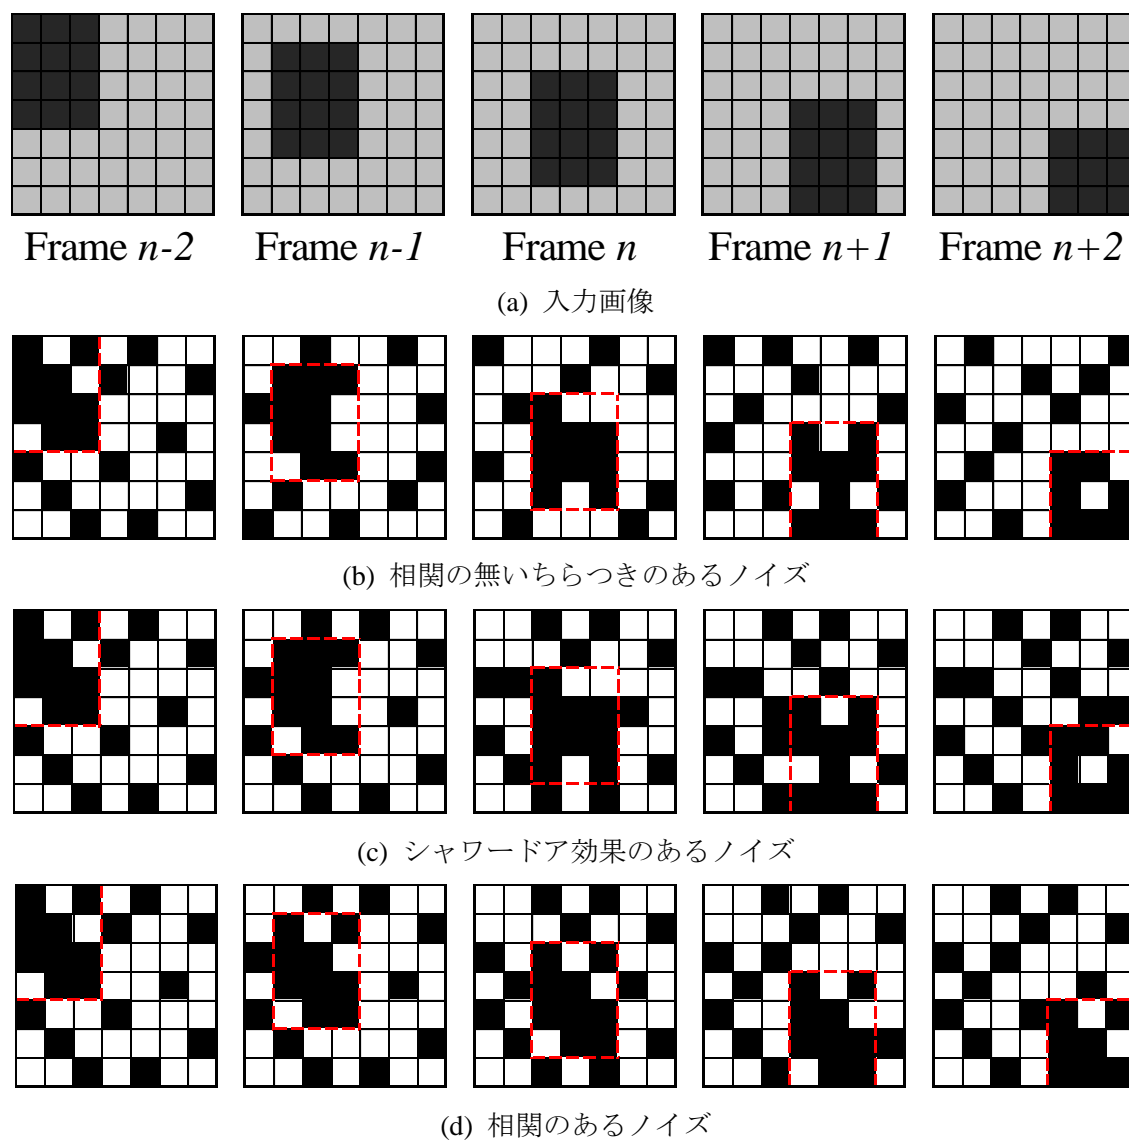 Frame n-2 Frame n-1 Frame n Frame n+1 Frame n+2
(a) 入力画像
(b) 相関の無いちらつきのあるノイズ
(c) シャワードア効果のあるノイズ
(d) 相関のあるノイズ